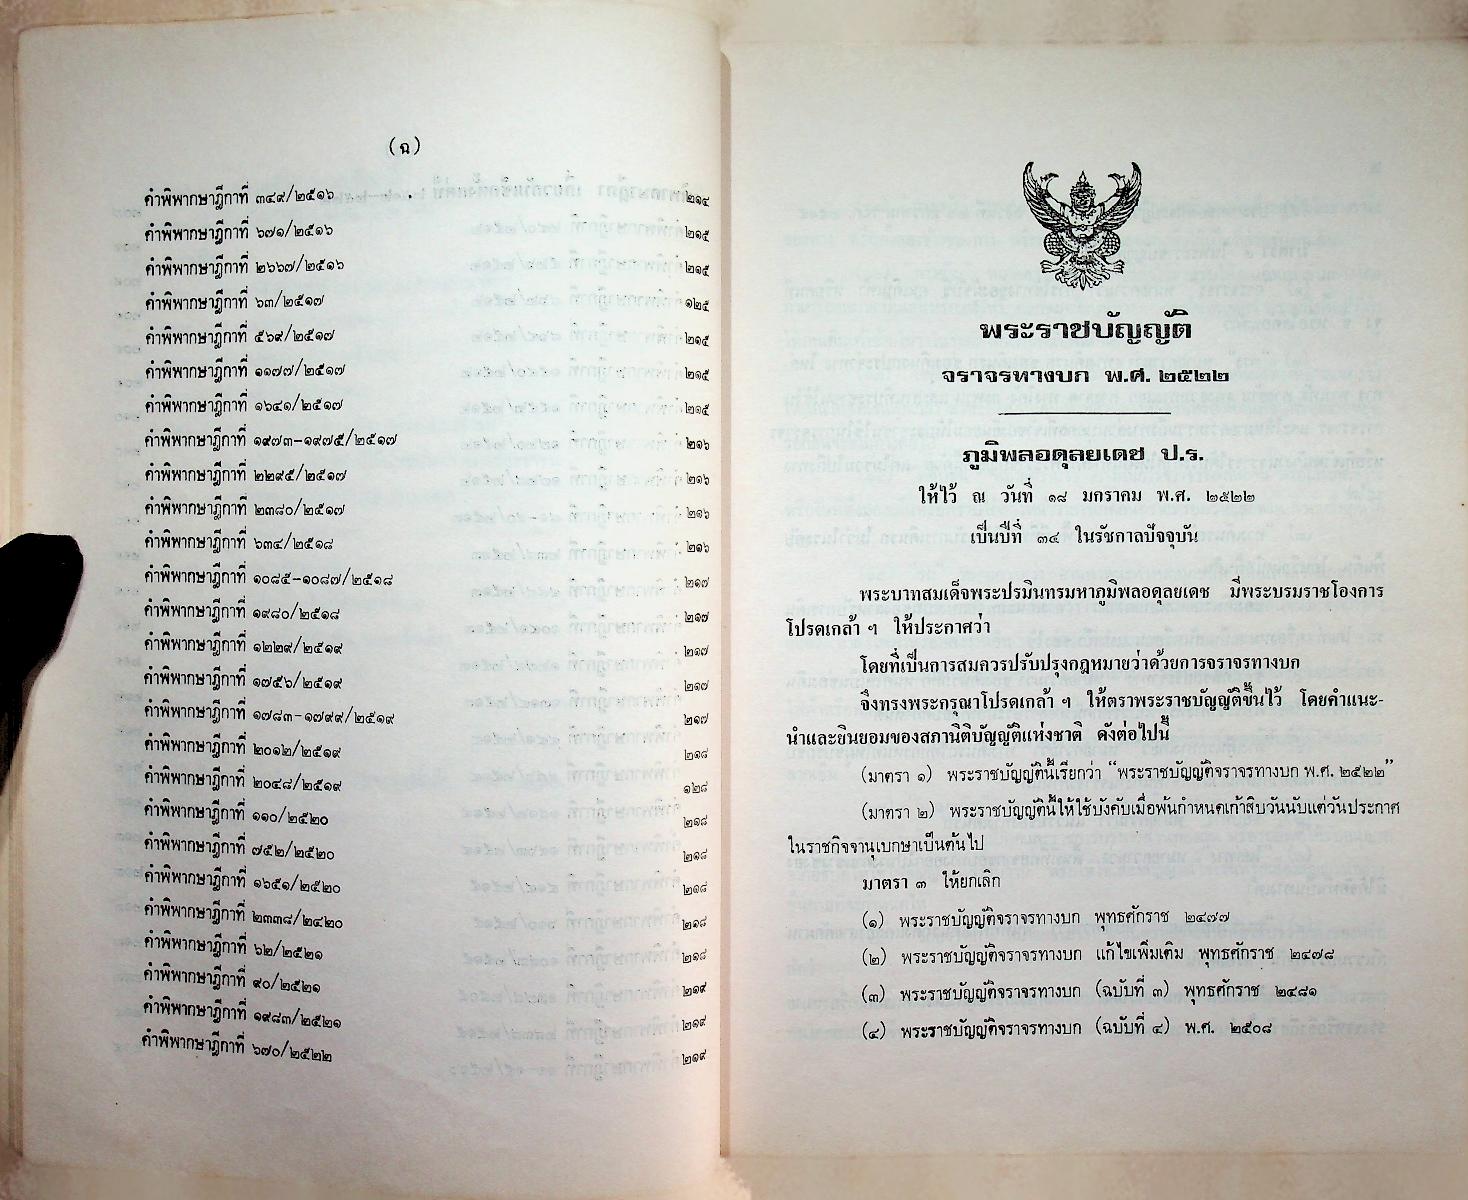 (ฉ)
คำพิพากษาฎีกาที่ ๓๔๙/๒๕๑๖ ๒๑๔
คำพิพากษาฎีกาที่ ๖๗๑/๒๕๑๖ ๒๑๕
คำพิพากษาฎีกาที่ ๒๖๖๗/๒๕๑๖ ๒๑๕
คำพิพากษาฎีกาที่ ๖๓/๒๕๑๗ ๑๒๕
คำพิพากษาฎีกาที่ ๕๖๙/๒๕๑๗ ๒๑๕
คำพิพากษาฎีกาที่ ๑๑๗๗/๒๕๑๗ ๒๑๕
คำพิพากษาฎีกาที่ ๑๖๔๑/๒๕๑๗ ๒๑๕
คำพิพากษาฎีกาที่ ๑๙๗๓-๑๙๗๕/๒๕๑๗ ๒๑๖
คำพิพากษาฎีกาที่ ๒๒๙๕/๒๕๑๗ ๒๑๖
คำพิพากษาฎีกาที่ ๒๓๘๐/๒๕๑๗ ๒๑๖
คำพิพากษาฎีกาที่ ๖๓๔/๒๕๑๘ ๒๑๖
คำพิพากษาฎีกาที่ ๑๐๘๕-๑๐๘๗/๒๕๑๘ ๒๑๗
คำพิพากษาฎีกาที่ ๑๙๘๐/๒๕๑๘ ๒๑๗
คำพิพากษาฎีกาที่ ๑๒๒๙/๒๕๑๙ ๒๑๗
คำพิพากษาฎีกาที่ ๑๗๕๖/๒๕๑๙ ๒๑๗
คำพิพากษาฎีกาที่ ๑๗๘๓-๑๗๙๙/๒๕๑๙ ๒๑๗
คำพิพากษาฎีกาที่ ๒๐๑๒/๒๕๑๙ ๒๑๘
คำพิพากษาฎีกาที่ ๒๐๔๘/๒๕๑๙ ๑๒๘
คำพิพากษาฎีกาที่ ๑๑๐/๒๕๒๐ ๒๑๘
คำพิพากษาฎีกาที่ ๗๕๒/๒๕๒๐ ๒๑๘
คำพิพากษาฎีกาที่ ๑๖๕๑/๒๕๒๐ ๒๑๘
คำพิพากษาฎีกาที่ ๒๓๓๘/๒๔๒๐ ๒๑๘
คำพิพากษาฎีกาที่ ๖๒/๒๕๒๑ ๒๑๘
คำพิพากษาฎีกาที่ ๙๐/๒๕๒๑ ๒๑๙
คำพิพากษาฎีกาที่ ๑๙๘๓/๒๕๒๑ ๒๑๙
คำพิพากษาฎีกาที่ ๖๗๐/๒๕๒๒ ๒๑๙
พระราชบัญญัติ
จราจรทางบก พ.ศ. ๒๕๒๒
ภูมิพลอดุลยเดช ป.ร.
ให้ไว้ ณ วันที่ ๑๘ มกราคม พ.ศ. ๒๕๒๒
เป็นปีที่ ๓๔ ในรัชกาลปัจจุบัน
พระบาทสมเด็จพระปรมินทรมหาภูมิพลอดุลยเดช มีพระบรมราชโองการ
โปรดเกล้า ฯ ให้ประกาศว่า
โดยที่เป็นการสมควรปรับปรุงกฎหมายว่าด้วยการจราจรทางบก
จึงทรงพระกรุณาโปรดเกล้า ฯ ให้ตราพระราชบัญญัติขึ้นไว้ โดยคำแนะ-
นำและยินยอมของสภานิติบัญญัติแห่งชาติ ดังต่อไปนี้
(มาตรา ๑) พระราชบัญญัตินี้เรียกว่า “พระราชบัญญัติจราจรทางบก พ.ศ. ๒๕๒๒”
(มาตรา ๒) พระราชบัญญัตินี้ให้ใช้บังคับเมื่อพ้นกำหนดเก้าสิบวันนับแต่วันประกาศ
ในราชกิจจานุเบกษาเป็นต้นไป
มาตรา ๓ ให้ยกเลิก
(๑) พระราชบัญญัติจราจรทางบก พุทธศักราช ๒๔๗๗
(๒) พระราชบัญญัติจราจรทางบก แก้ไขเพิ่มเติม พุทธศักราช ๒๔๗๘
(๓) พระราชบัญญัติจราจรทางบก (ฉบับที่ ๓) พุทธศักราช ๒๔๘๑
(๔) พระราชบัญญัติจราจรทางบก (ฉบับที่ ๔) พ.ศ. ๒๕๐๘